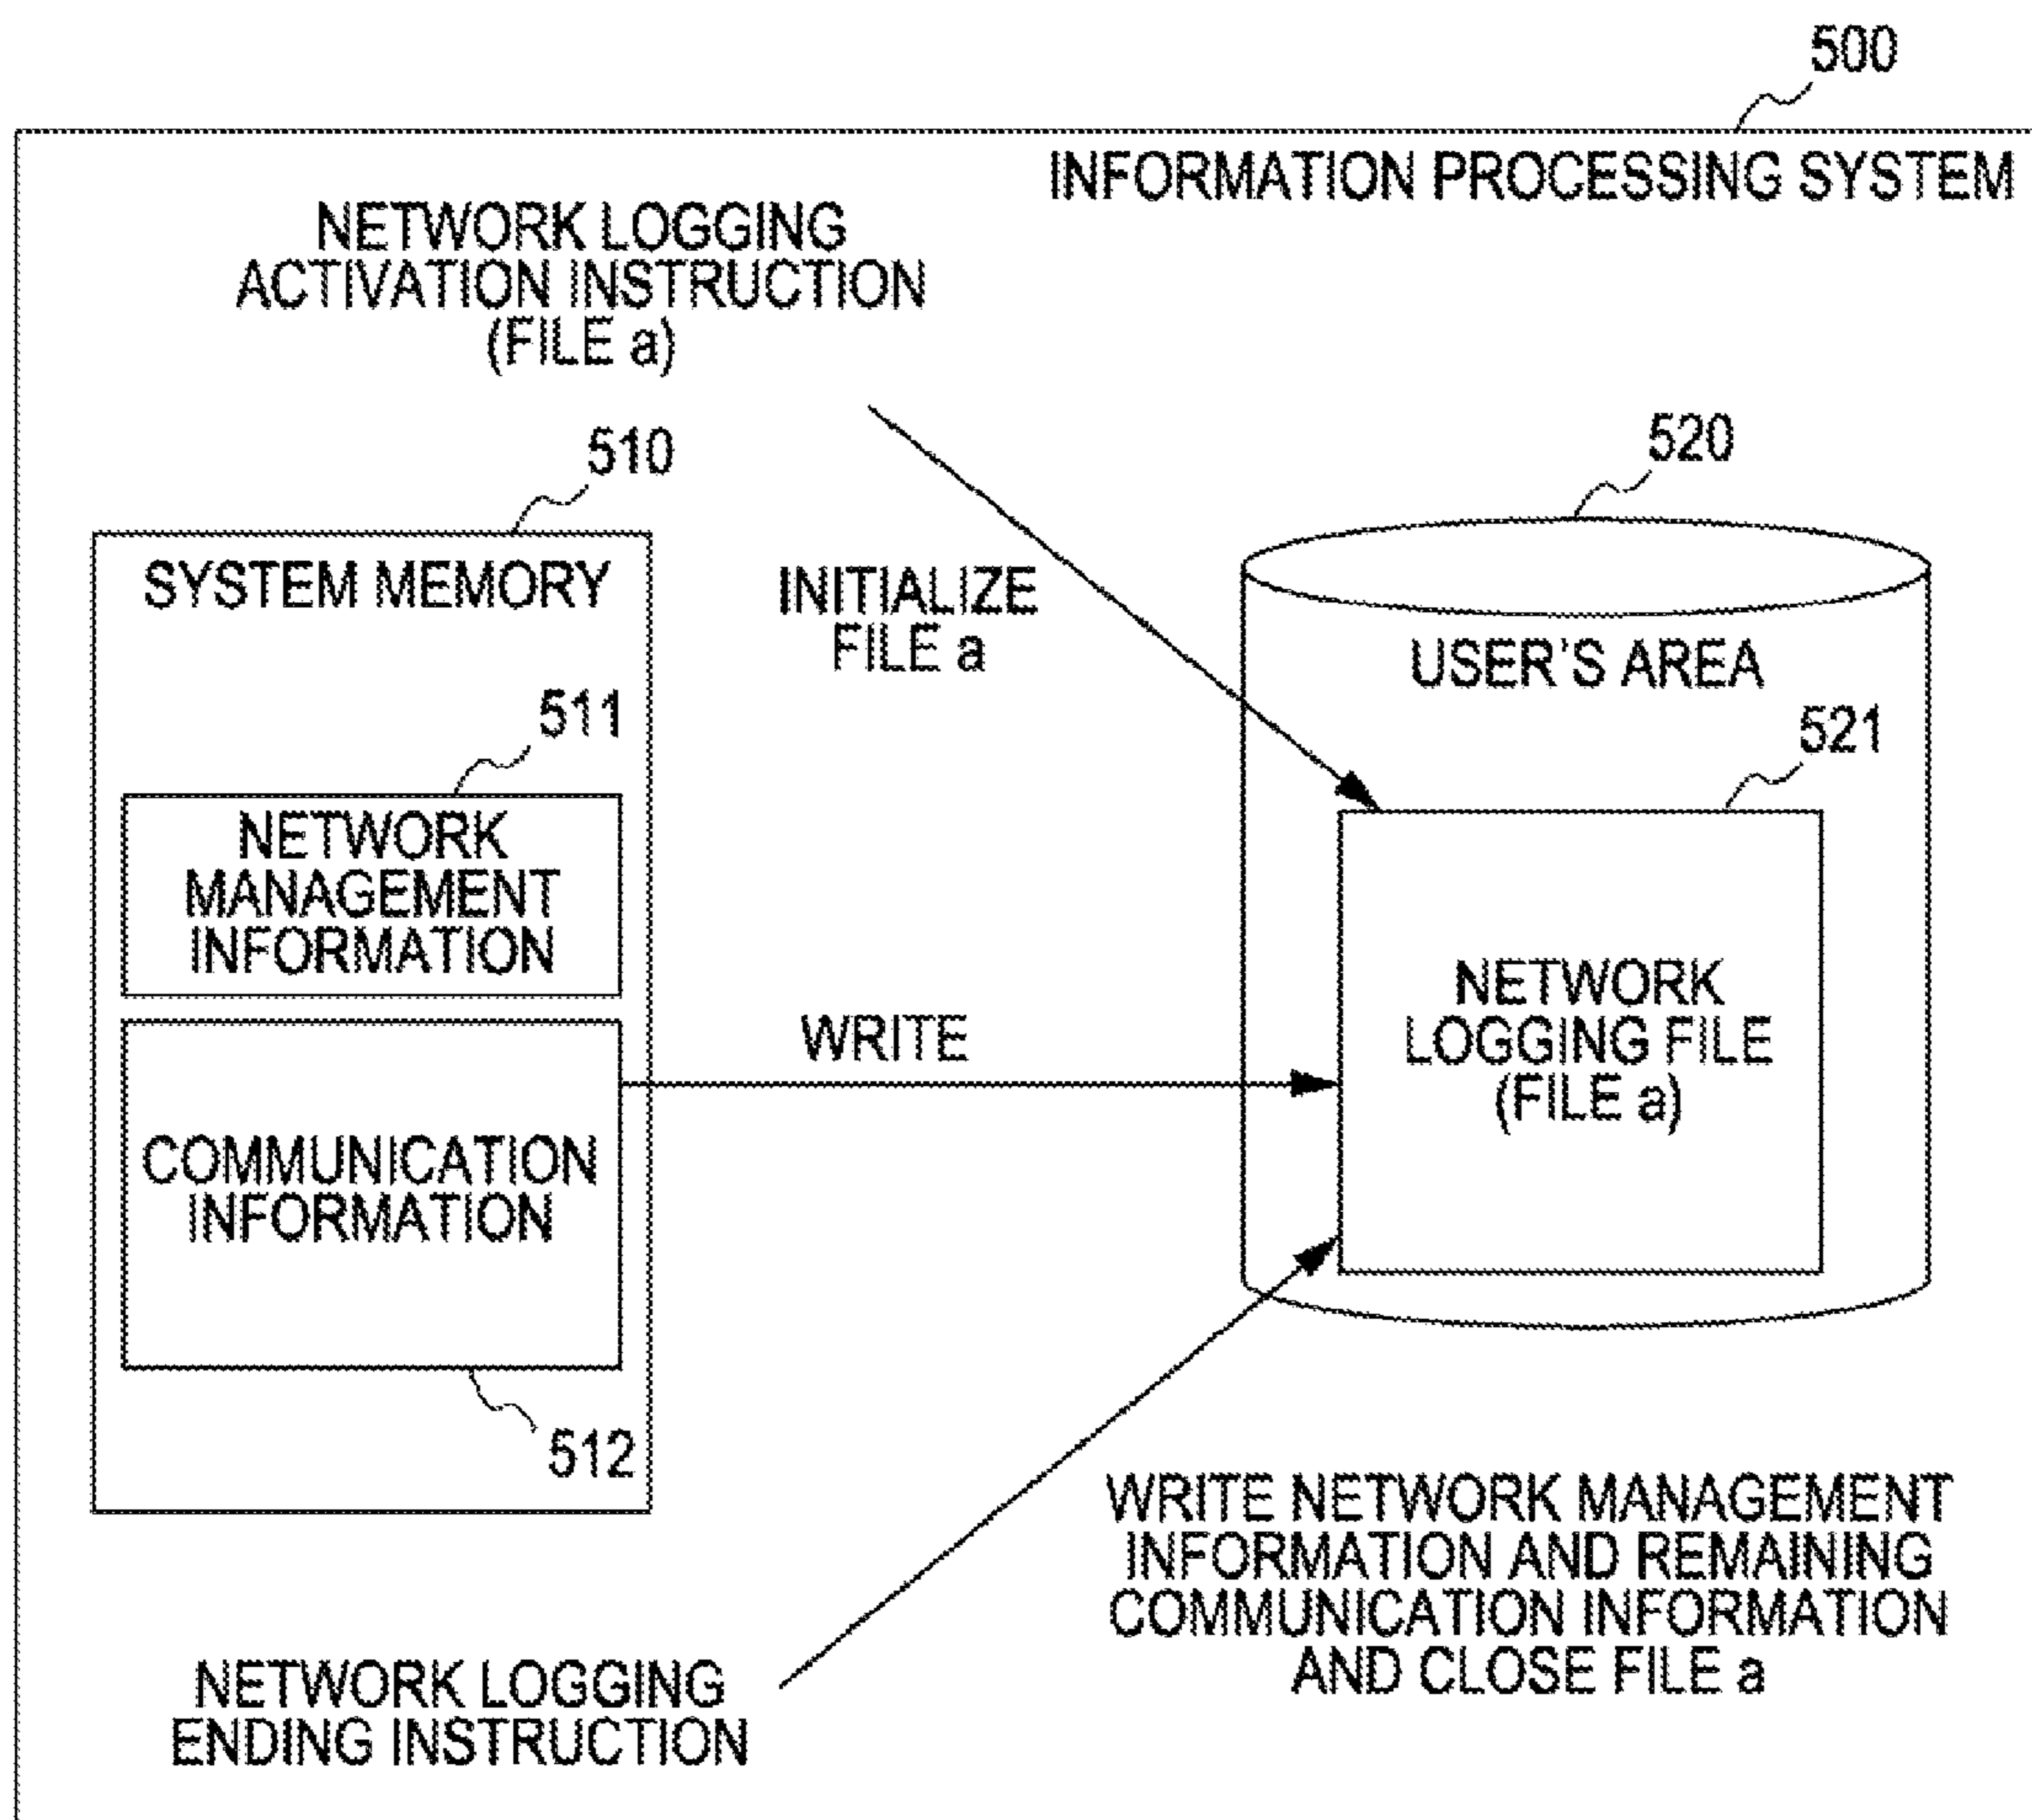 500
INFORMATION PROCESSING SYSTEM
NETWORK LOGGING
ACTIVATION INSTRUCTION
(FILE a)
510
SYSTEM MEMORY
511
NETWORK
MANAGEMENT
INFORMATION
COMMUNICATION
INFORMATION
512
INITIALIZE
FILE a
WRITE
520
USER'S AREA
521
NETWORK
LOGGING FILE
(FILE a)
NETWORK LOGGING
ENDING INSTRUCTION
WRITE NETWORK MANAGEMENT
INFORMATION AND REMAINING
COMMUNICATION INFORMATION
AND CLOSE FILE a